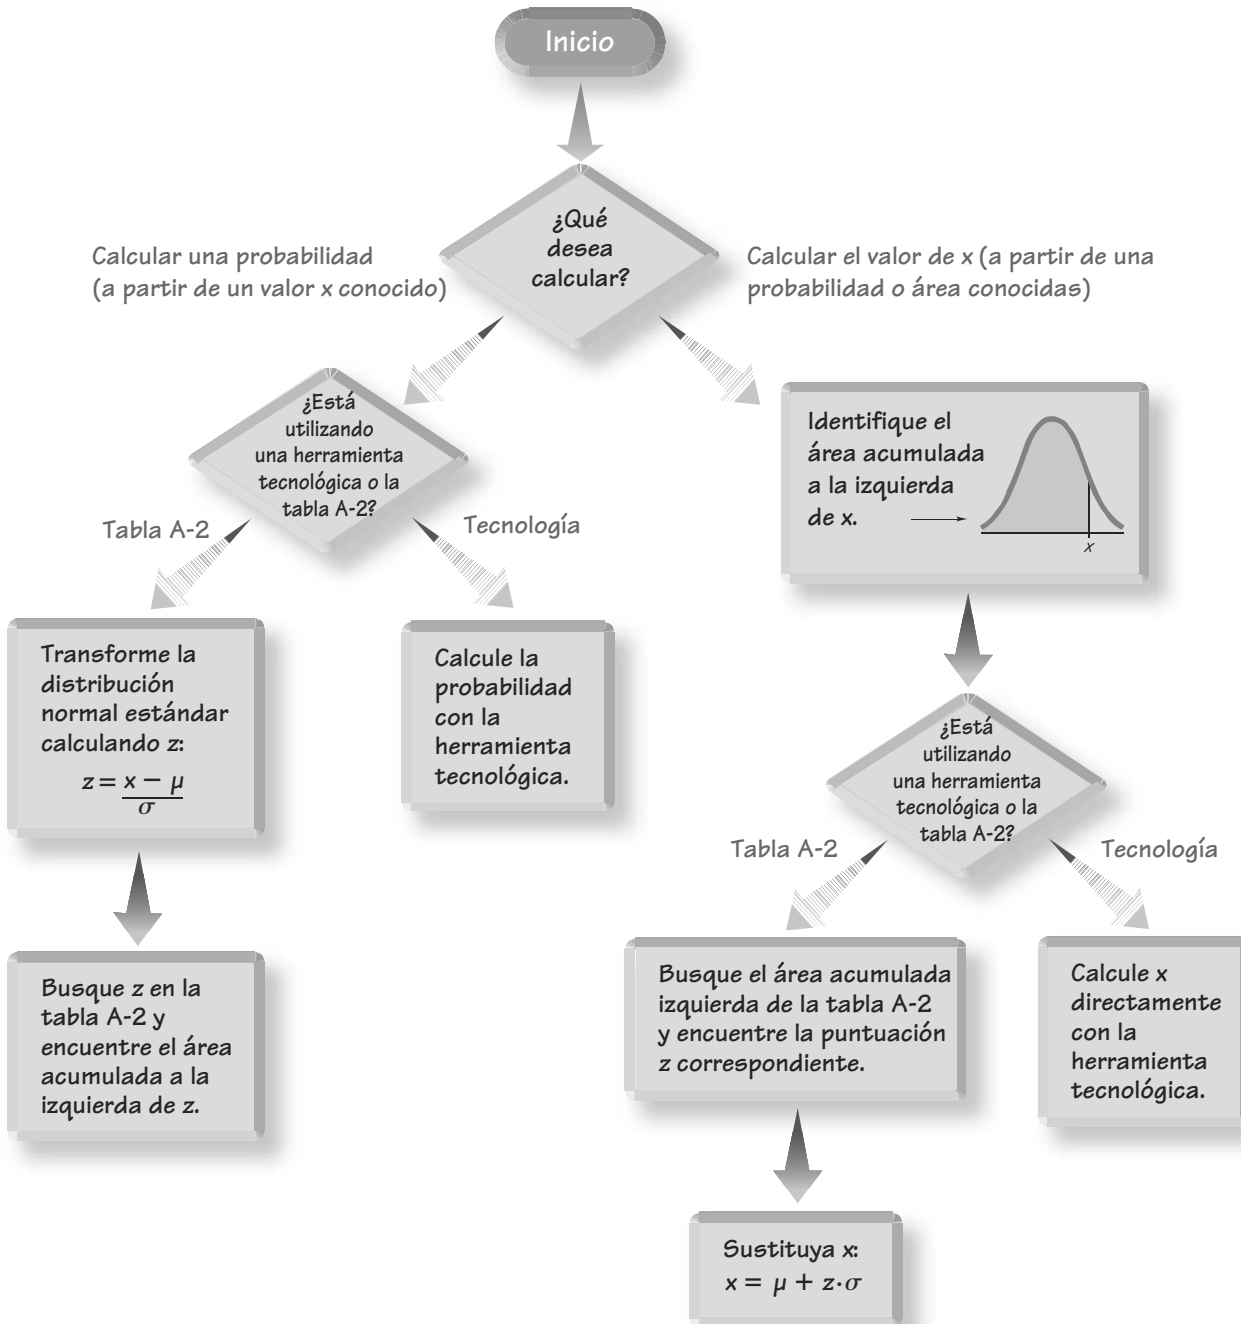 Inicio
¿Qué
desea
calcular?
Calcular una probabilidad
(a partir de un valor x conocido)
Calcular el valor de x (a partir de una
probabilidad o área conocidas)
¿Está
utilizando
una herramienta
tecnológica o la
tabla A-2?
Tabla A-2
Tecnología
Transforme la
distribución
normal estándar
calculando z:
z = x − μ
σ
Busque z en la
tabla A-2 y
encuentre el área
acumulada a la
izquierda de z.
Calcule la
probabilidad
con la
herramienta
tecnológica.
Identifique el
área acumulada
a la izquierda
de x.
x
¿Está
utilizando
una herramienta
tecnológica o la
tabla A-2?
Tabla A-2
Tecnología
Busque el área acumulada
izquierda de la tabla A-2
y encuentre la puntuación
z correspondiente.
Sustituya x:
x = μ + z·σ
Calcule x
directamente
con la
herramienta
tecnológica.